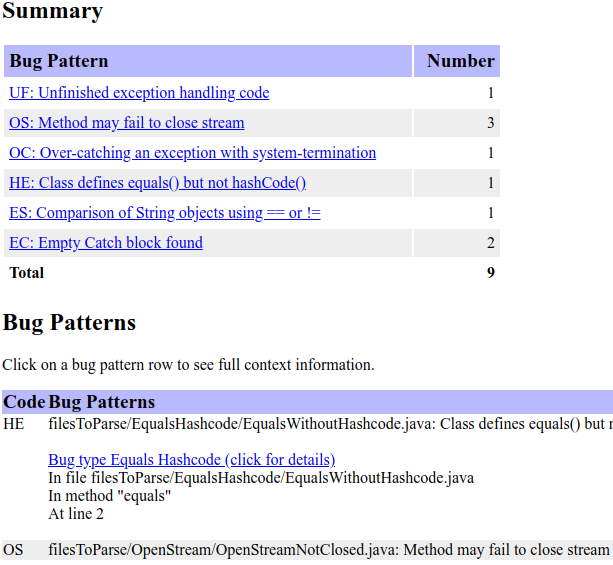 Summary
Bug Pattern Number
UF: Unfinished exception handling code 1
OS: Method may fail to close stream 3
OC: Over-catching an exception with system-termination 1
HE: Class defines equals() but not hashCode() 1
ES: Comparison of String objects using == or != 1
EC: Empty Catch block found 2
Total 9
Bug Patterns
Click on a bug pattern row to see full context information.
Code Bug Patterns
HE filesToParse/EqualsHashcode/EqualsWithoutHashcode.java: Class defines equals() but
Bug type Equals Hashcode (click for details)
In file filesToParse/EqualsHashcode/EqualsWithoutHashcode.java
In method "equals"
At line 2
OS filesToParse/OpenStream/OpenStreamNotClosed.java: Method may fail to close stream